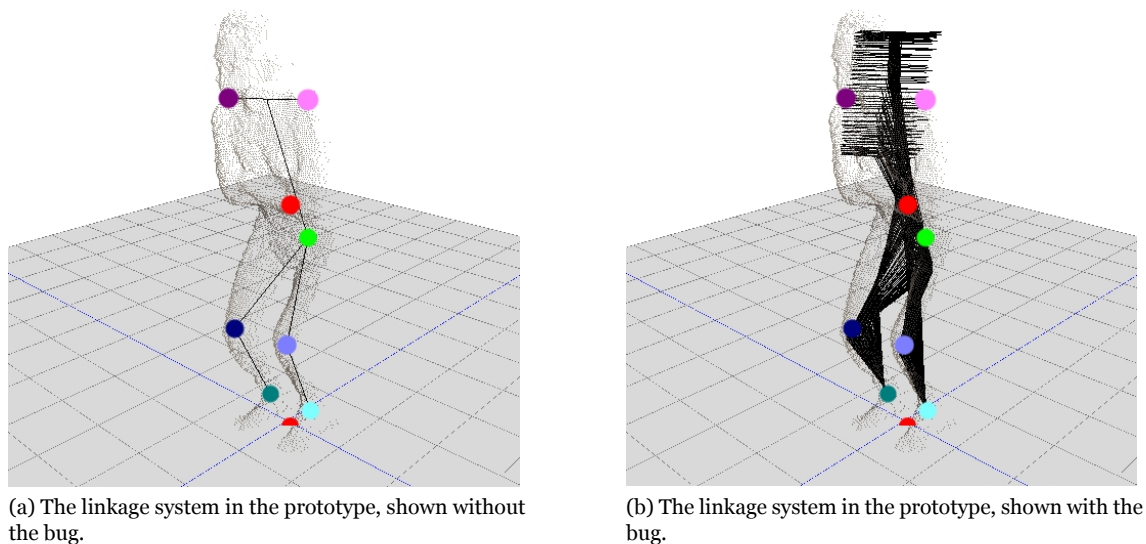 (a) The linkage system in the prototype, shown without
the bug.
(b) The linkage system in the prototype, shown with the
bug.